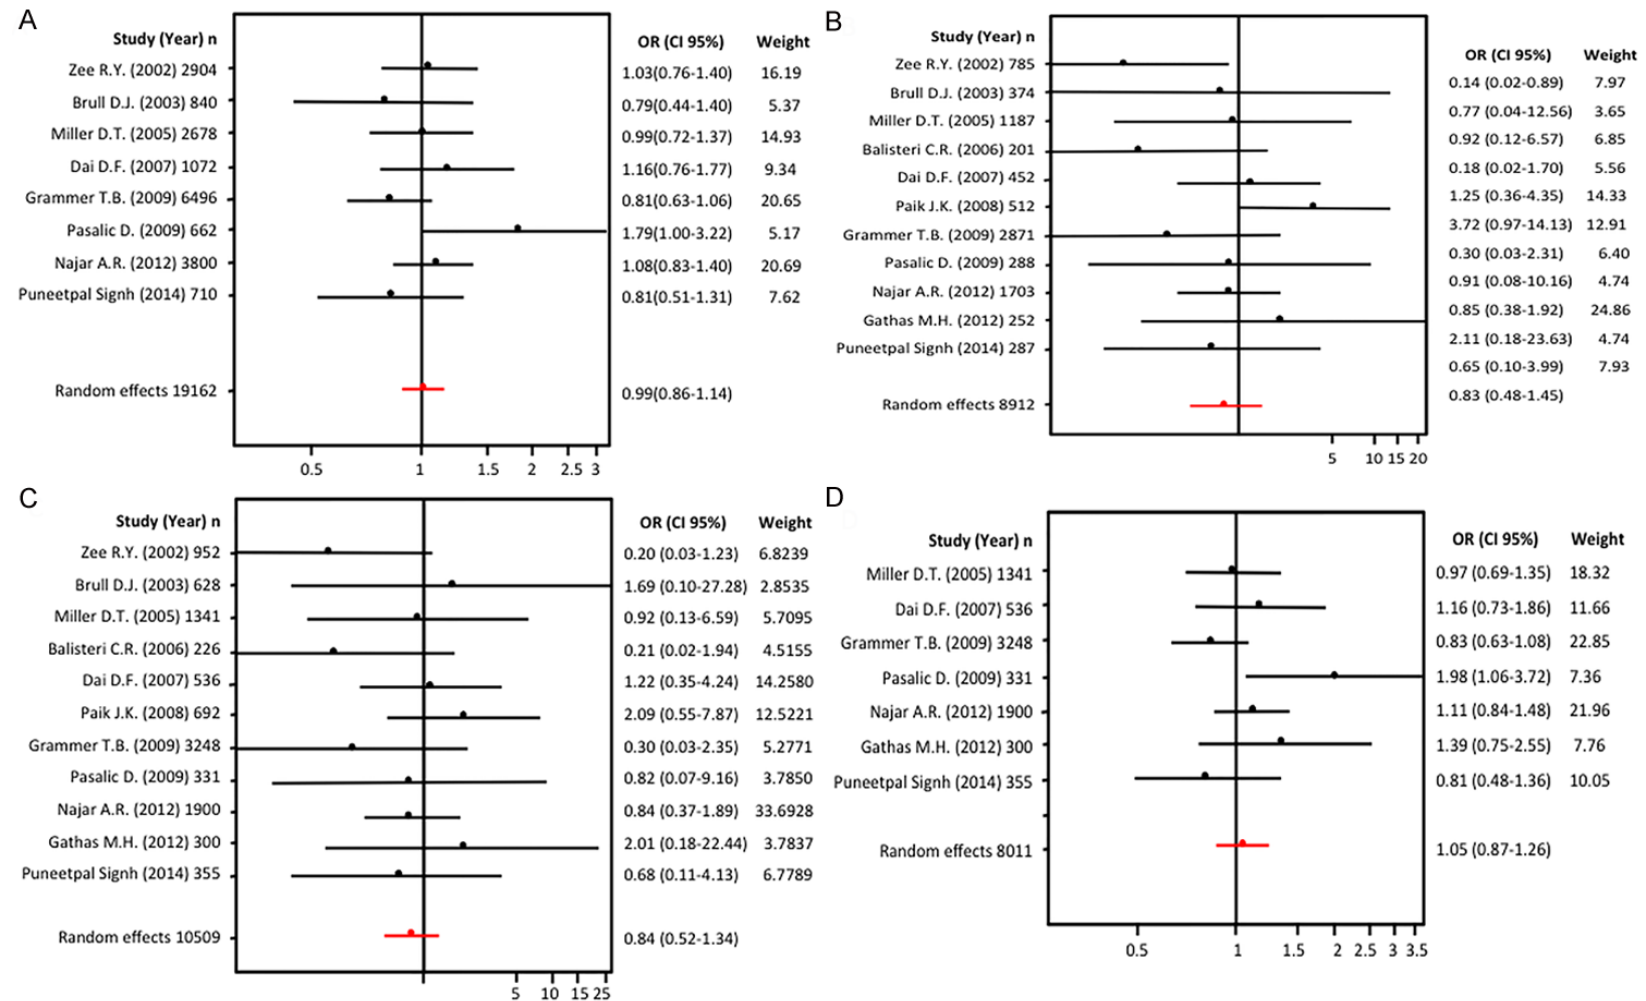 A
Study (Year) n OR (CI 95%) Weight
Zee R.Y. (2002) 2904 1.03(0.76-1.40) 16.19
Brull D.J. (2003) 840 0.79(0.44-1.40) 5.37
Miller D.T. (2005) 2678 0.99(0.72-1.37) 14.93
Dai D.F. (2007) 1072 1.16(0.76-1.77) 9.34
Grammer T.B. (2009) 6496 0.81(0.63-1.06) 20.65
Pasalic D. (2009) 662 1.79(1.00-3.22) 5.17
Najar A.R. (2012) 3800 1.08(0.83-1.40) 20.69
Puneetpal Signh (2014) 710 0.81(0.51-1.31) 7.62
Random effects 19162 0.99(0.86-1.14)
0.5 1 1.5 2 2.5 3
B
Study (Year) n OR (CI 95%) Weight
Zee R.Y. (2002) 785 0.14 (0.02-0.89) 7.97
Brull D.J. (2003) 374 0.77 (0.04-12.56) 3.65
Miller D.T. (2005) 1187 0.92 (0.12-6.57) 6.85
Balisteri C.R. (2006) 201 0.18 (0.02-1.70) 5.56
Dai D.F. (2007) 452 1.25 (0.36-4.35) 14.33
Paik J.K. (2008) 512 3.72 (0.97-14.13) 12.91
Grammer T.B. (2009) 2871 0.30 (0.03-2.31) 6.40
Pasalic D. (2009) 288 0.91 (0.08-10.16) 4.74
Najar A.R. (2012) 1703 0.85 (0.38-1.92) 24.86
Gathas M.H. (2012) 252 2.11 (0.18-23.63) 4.74
Puneetpal Signh (2014) 287 0.65 (0.10-3.99) 7.93
Random effects 8912 0.83 (0.48-1.45)
5 10 15 20
C
Study (Year) n OR (CI 95%) Weight
Zee R.Y. (2002) 952 0.20 (0.03-1.23) 6.8239
Brull D.J. (2003) 628 1.69 (0.10-27.28) 2.8535
Miller D.T. (2005) 1341 0.92 (0.13-6.59) 5.7095
Balisteri C.R. (2006) 226 0.21 (0.02-1.94) 4.5155
Dai D.F. (2007) 536 1.22 (0.35-4.24) 14.2580
Paik J.K. (2008) 692 2.09 (0.55-7.87) 12.5221
Grammer T.B. (2009) 3248 0.30 (0.03-2.35) 5.2771
Pasalic D. (2009) 331 0.82 (0.07-9.16) 3.7850
Najar A.R. (2012) 1900 0.84 (0.37-1.89) 33.6928
Gathas M.H. (2012) 300 2.01 (0.18-22.44) 3.7837
Puneetpal Signh (2014) 355 0.68 (0.11-4.13) 6.7789
Random effects 10509 0.84 (0.52-1.34)
5 10 15 25
D
Study (Year) n OR (CI 95%) Weight
Miller D.T. (2005) 1341 0.97 (0.69-1.35) 18.32
Dai D.F. (2007) 536 1.16 (0.73-1.86) 11.66
Grammer T.B. (2009) 3248 0.83 (0.63-1.08) 22.85
Pasalic D. (2009) 331 1.98 (1.06-3.72) 7.36
Najar A.R. (2012) 1900 1.11 (0.84-1.48) 21.96
Gathas M.H. (2012) 300 1.39 (0.75-2.55) 7.76
Puneetpal Signh (2014) 355 0.81 (0.48-1.36) 10.05
Random effects 8011 1.05 (0.87-1.26)
0.5 1 1.5 2 2.5 3 3.5